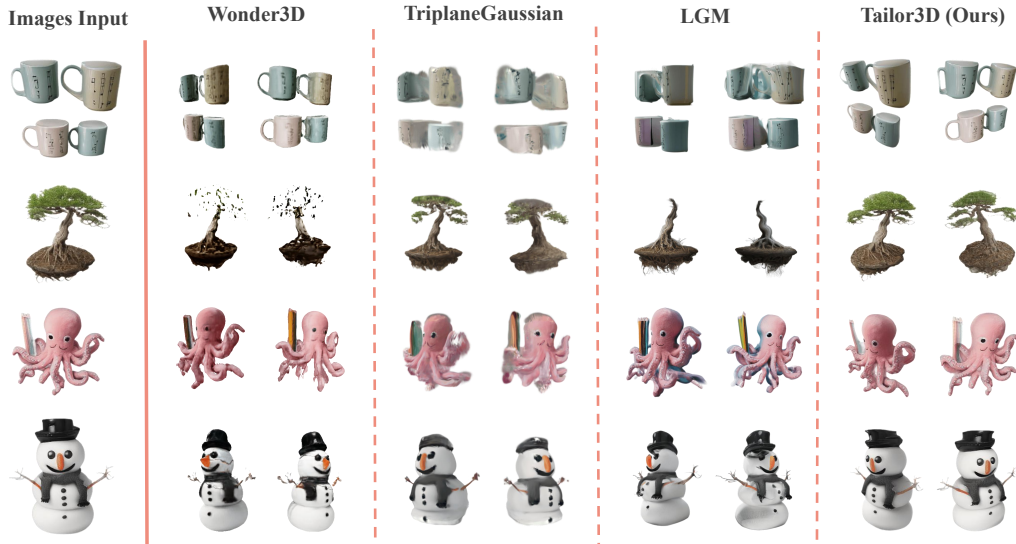 Images Input
Wonder3D
TriplaneGaussian
LGM
Tailor3D (Ours)